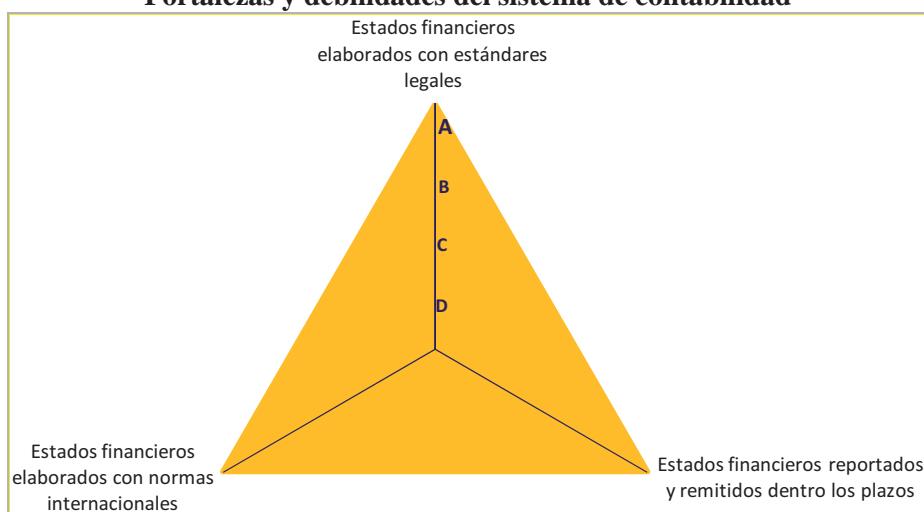 Fortalezas y debilidades del sistema de contabilidad
Estados financieros
elaborados con estándares
legales
A
B
C
D
Estados financieros
elaborados con normas
internacionales
Estados financieros reportados
y remitidos dentro los plazos